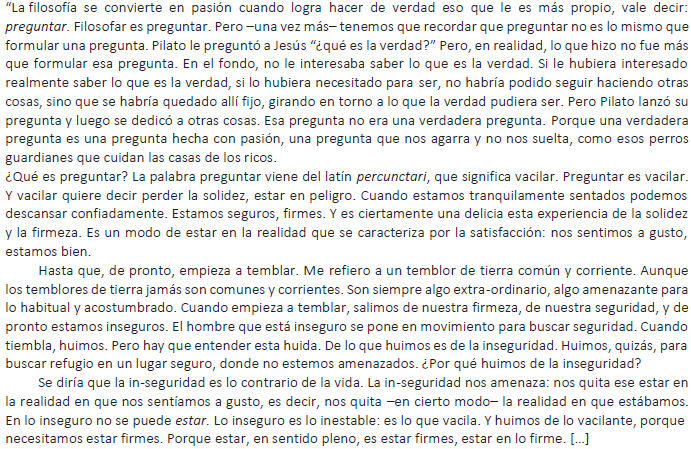 “La filosofía se convierte en pasión cuando logra hacer de verdad eso que le es más propio, vale decir:
preguntar. Filosofar es preguntar. Pero –una vez más– tenemos que recordar que preguntar no es lo mismo que
formular una pregunta. Pilato le preguntó a Jesús “¿qué es la verdad?” Pero, en realidad, lo que hizo no fue más
que formular esa pregunta. En el fondo, no le interesaba saber lo que es la verdad. Si le hubiera interesado
realmente saber lo que es la verdad, si lo hubiera necesitado para ser, no habría podido seguir haciendo otras
cosas, sino que se habría quedado allí fijo, girando en torno a lo que la verdad pudiera ser. Pero Pilato lanzó su
pregunta y luego se dedicó a otras cosas. Esa pregunta no era una verdadera pregunta. Porque una verdadera
pregunta es una pregunta hecha con pasión, una pregunta que nos agarra y no nos suelta, como esos perros
guardianes que cuidan las casas de los ricos.
¿Qué es preguntar? La palabra preguntar viene del latín percunctari, que significa vacilar. Preguntar es vacilar.
Y vacilar quiere decir perder la solidez, estar en peligro. Cuando estamos tranquilamente sentados podemos
descansar confiadamente. Estamos seguros, firmes. Y es ciertamente una delicia esta experiencia de la solidez
y la firmeza. Es un modo de estar en la realidad que se caracteriza por la satisfacción: nos sentimos a gusto,
estamos bien.
Hasta que, de pronto, empieza a temblar. Me refiero a un temblor de tierra común y corriente. Aunque
los temblores de tierra jamás son comunes y corrientes. Son siempre algo extra-ordinario, algo amenazante para
lo habitual y acostumbrado. Cuando empieza a temblar, salimos de nuestra firmeza, de nuestra seguridad, y de
pronto estamos inseguros. El hombre que está inseguro se pone en movimiento para buscar seguridad. Cuando
tiembla, huimos. Pero hay que entender esta huida. De lo que huimos es de la inseguridad. Huimos, quizás, para
buscar refugio en un lugar seguro, donde no estemos amenazados. ¿Por qué huimos de la inseguridad?
Se diría que la in-seguridad es lo contrario de la vida. La in-seguridad nos amenaza: nos quita ese estar en
la realidad en que nos sentíamos a gusto, es decir, nos quita –en cierto modo– la realidad en que estábamos.
En lo inseguro no se puede estar. Lo inseguro es lo inestable: es lo que vacila. Y huimos de lo vacilante, porque
necesitamos estar firmes. Porque estar, en sentido pleno, es estar firmes, estar en lo firme. […]